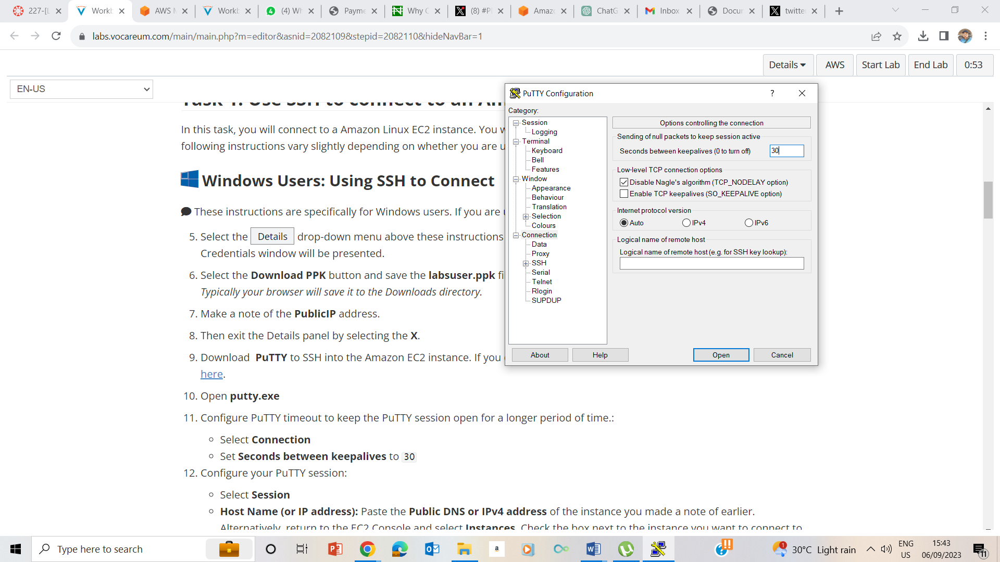 227-[L
Workb
AWS M
Workb
(4) Wh
Payme
Why C
(8) #Pl
Amazo
ChatG
Inbox
Docur
twitter
labs.vocareum.com/main/main.php?m=editor&asnid=2082109&stepid=2082110&hideNavBar=1
Details
AWS
Start Lab
End Lab
0:53
EN-US
Task 1: Use SSH to connect to an Am
In this task, you will connect to a Amazon Linux EC2 instance. You w
following instructions vary slightly depending on whether you are u
Windows Users: Using SSH to Connect
These instructions are specifically for Windows users. If you are u
5. Select the Details drop-down menu above these instructions
Credentials window will be presented.
6. Select the Download PPK button and save the labsuser.ppk fi
Typically your browser will save it to the Downloads directory.
7. Make a note of the PublicIP address.
8. Then exit the Details panel by selecting the X.
9. Download PuTTY to SSH into the Amazon EC2 instance. If you
here.
10. Open putty.exe
11. Configure PuTTY timeout to keep the PuTTY session open for a longer period of time.:
Select Connection
Set Seconds between keepalives to 30
12. Configure your PuTTY session:
Select Session
Host Name (or IP address): Paste the Public DNS or IPv4 address of the instance you made a note of earlier.
Alternatively, return to the EC2 Console and select Instances. Check the box next to the instance you want to connect to
PuTTY Configuration
?
Category:
Session
Logging
Terminal
Keyboard
Bell
Features
Window
Appearance
Behaviour
Translation
Selection
Colours
Connection
Data
Proxy
SSH
Serial
Telnet
Rlogin
SUPDUP
Options controlling the connection
Sending of null packets to keep session active
Seconds between keepalives (0 to turn off)
30
Low-level TCP connection options
Disable Nagle's algorithm (TCP_NODELAY option)
Enable TCP keepalives (SO_KEEPALIVE option)
Internet protocol version
Auto
IPv4
IPv6
Logical name of remote host
Logical name of remote host (e.g. for SSH key lookup):
About
Help
Open
Cancel
Type here to search
30°C Light rain
ENG
US
15:43
06/09/2023
11